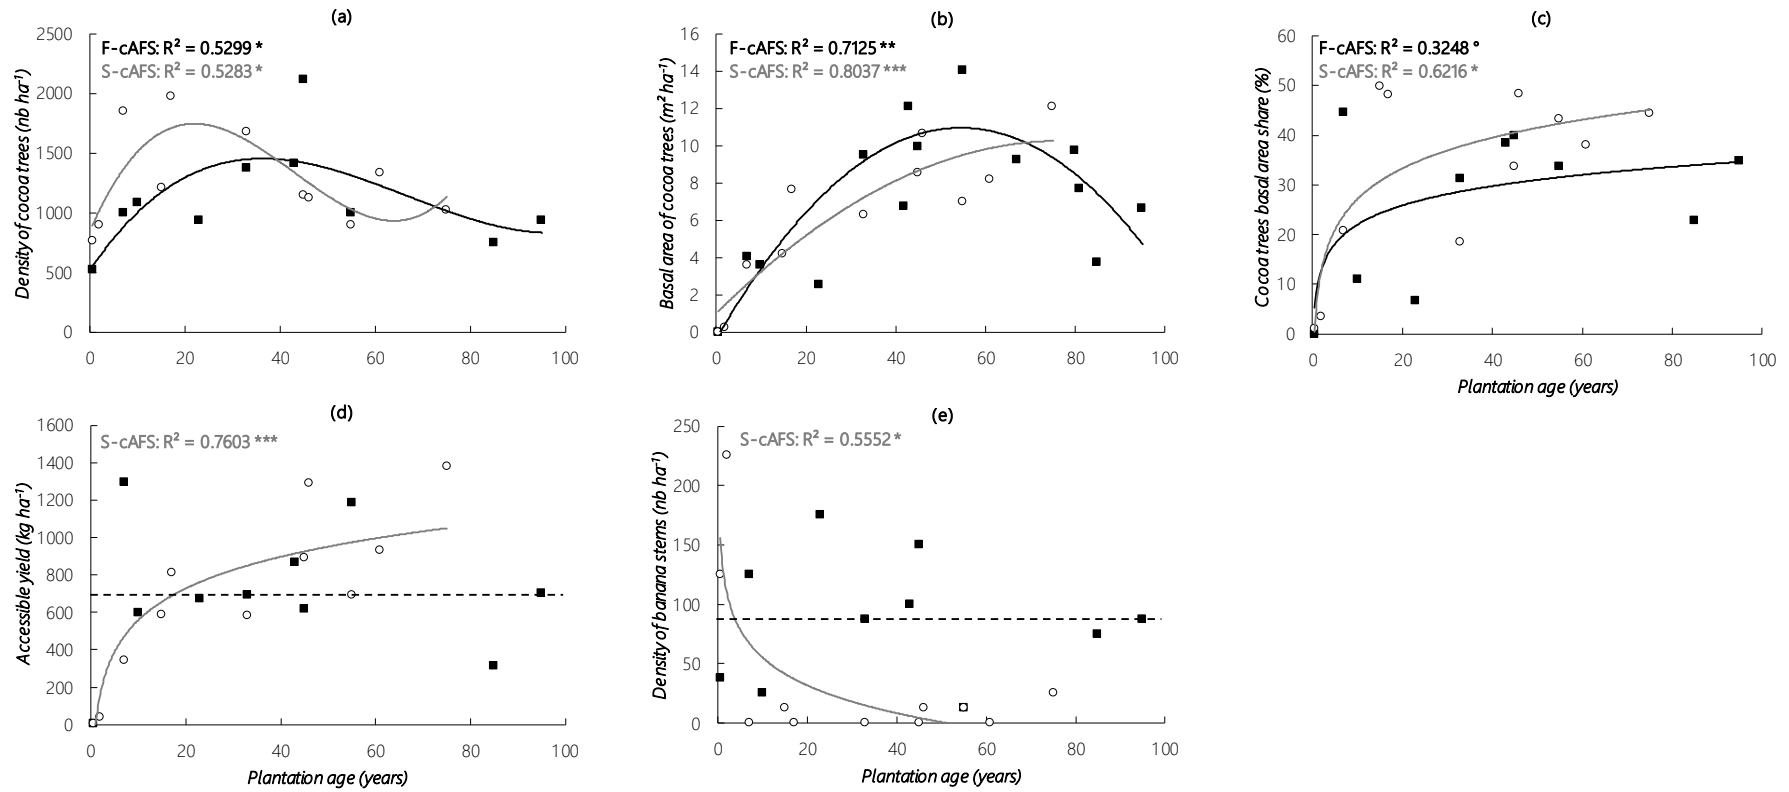 (a)
F-cAFS: R² = 0.5299 *
S-cAFS: R² = 0.5283 *
Density of cocoa trees (nb ha⁻¹)
2500
2000
1500
1000
500
0
0 20 40 60 80 100
(b)
F-cAFS: R² = 0.7125 **
S-cAFS: R² = 0.8037 ***
Basal area of cocoa trees (m² ha⁻¹)
16
14
12
10
8
6
4
2
0
0 20 40 60 80 100
(c)
F-cAFS: R² = 0.3248 °
S-cAFS: R² = 0.6216 *
Cocoa trees basal area share (%)
60
50
40
30
20
10
0
0 20 40 60 80 100
Plantation age (years)
(d)
S-cAFS: R² = 0.7603 ***
Accessible yield (kg ha⁻¹)
1600
1400
1200
1000
800
600
400
200
0
0 20 40 60 80 100
Plantation age (years)
(e)
S-cAFS: R² = 0.5552 *
Density of banana stems (nb ha⁻¹)
250
200
150
100
50
0
0 20 40 60 80 100
Plantation age (years)